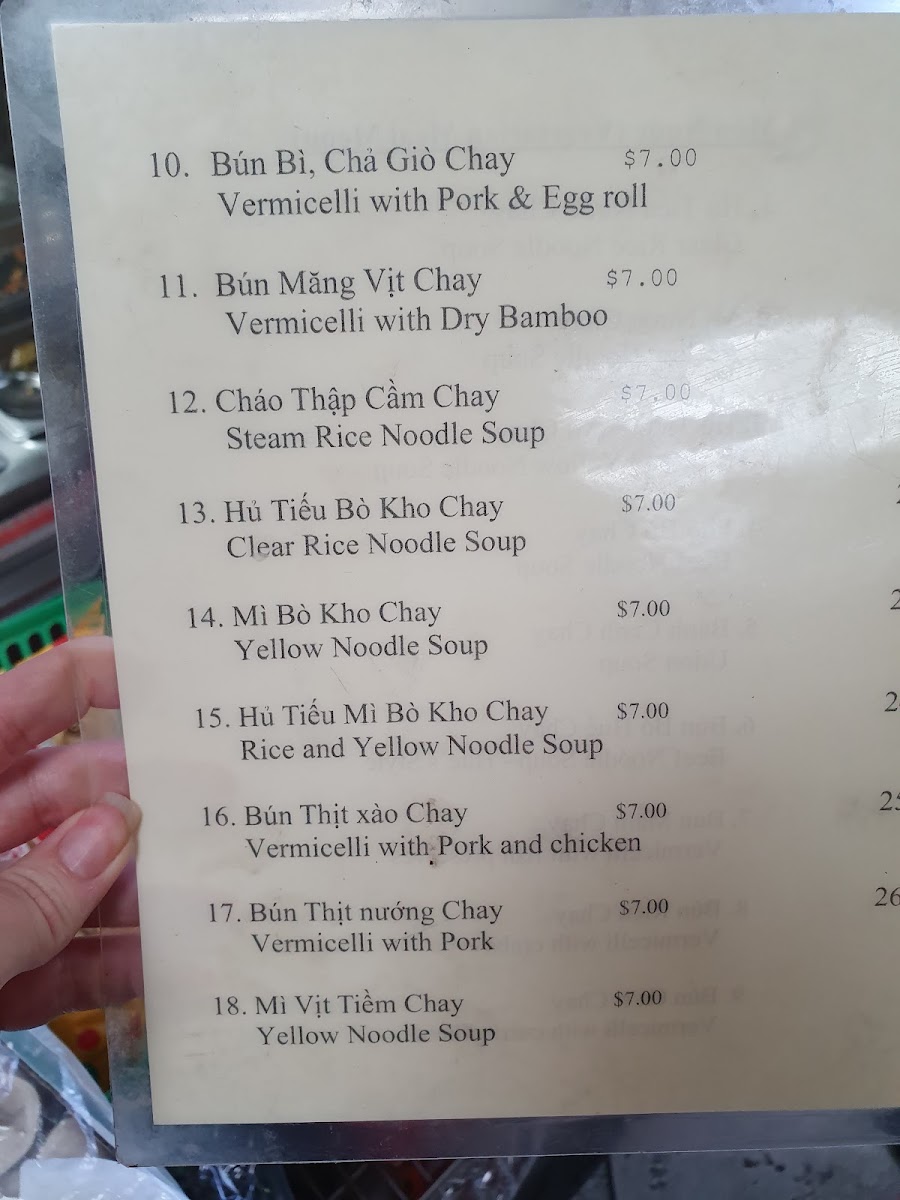 10. Bún Bì, Chả Giò Chay $7.00
Vermicelli with Pork & Egg roll
11. Bún Măng Vịt Chay $7.00
Vermicelli with Dry Bamboo
12. Cháo Thập Cầm Chay $7.00
Steam Rice Noodle Soup
13. Hủ Tiếu Bò Kho Chay $7.00
Clear Rice Noodle Soup
14. Mì Bò Kho Chay $7.00
Yellow Noodle Soup
15. Hủ Tiếu Mì Bò Kho Chay $7.00
Rice and Yellow Noodle Soup
16. Bún Thịt xào Chay $7.00
Vermicelli with Pork and chicken
17. Bún Thịt nướng Chay $7.00
Vermicelli with Pork
26
18. Mì Vịt Tiềm Chay $7.00
Yellow Noodle Soup